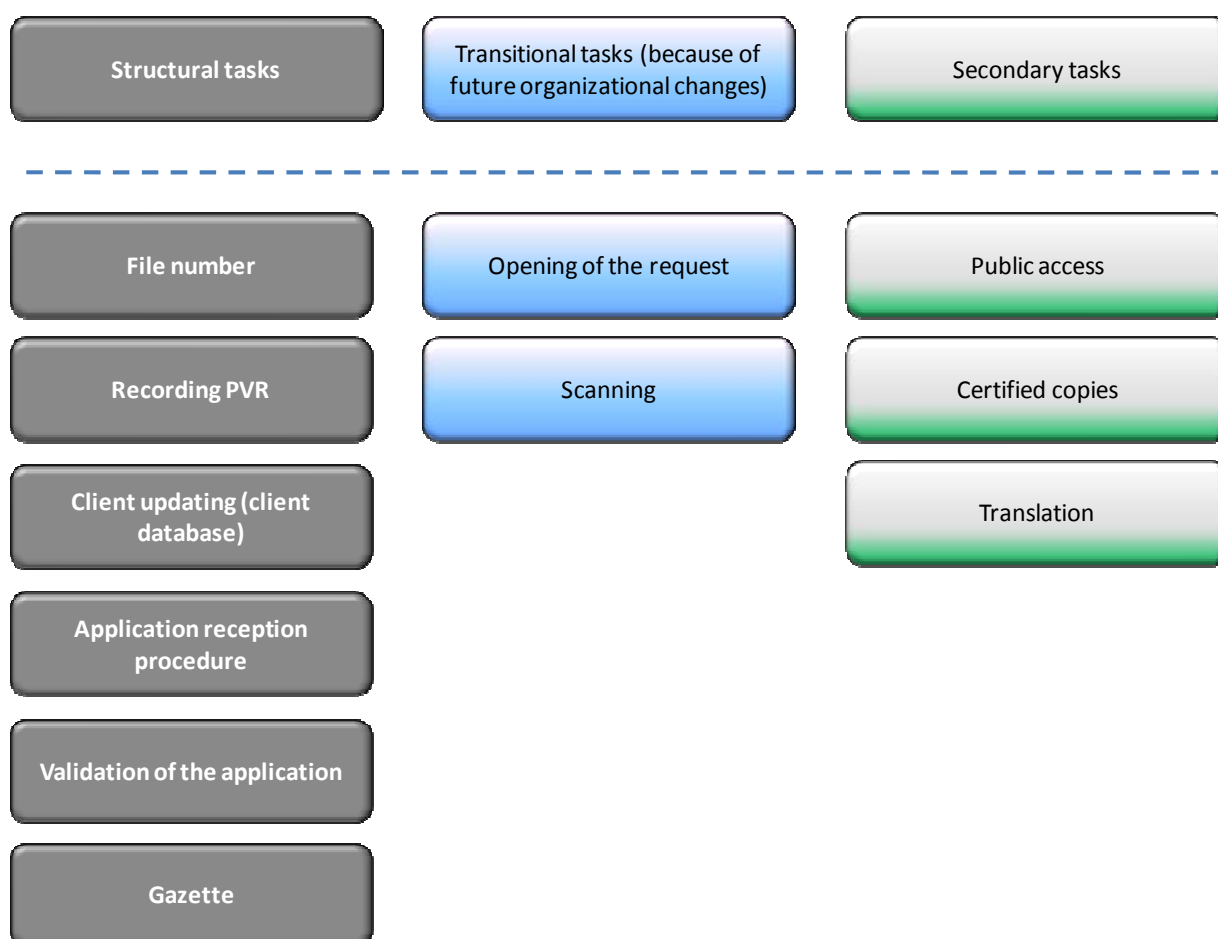 Structural tasks
Transitional tasks (because of
future organizational changes)
Secondary tasks
File number
Opening of the request
Public access
Recording PVR
Scanning
Certified copies
Client updating (client
database)
Translation
Application reception
procedure
Validation of the application
Gazette